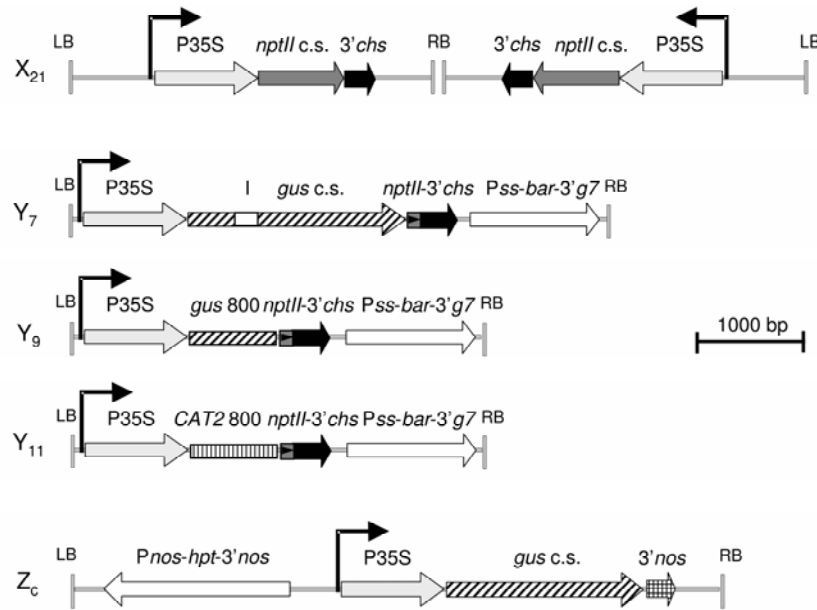 LB P35S nptII c.s. 3'chs RB 3'chs nptII c.s. P35S LB
X21
LB P35S I gus c.s. nptII-3'chs Pss-bar-3'g7 RB
Y7
LB P35S gus 800 nptII-3'chs Pss-bar-3'g7 RB
Y9
1000 bp
LB P35S CAT2 800 nptII-3'chs Pss-bar-3'g7 RB
Y11
LB Pnos-hpt-3'nos P35S gus c.s. 3'nos RB
Zc